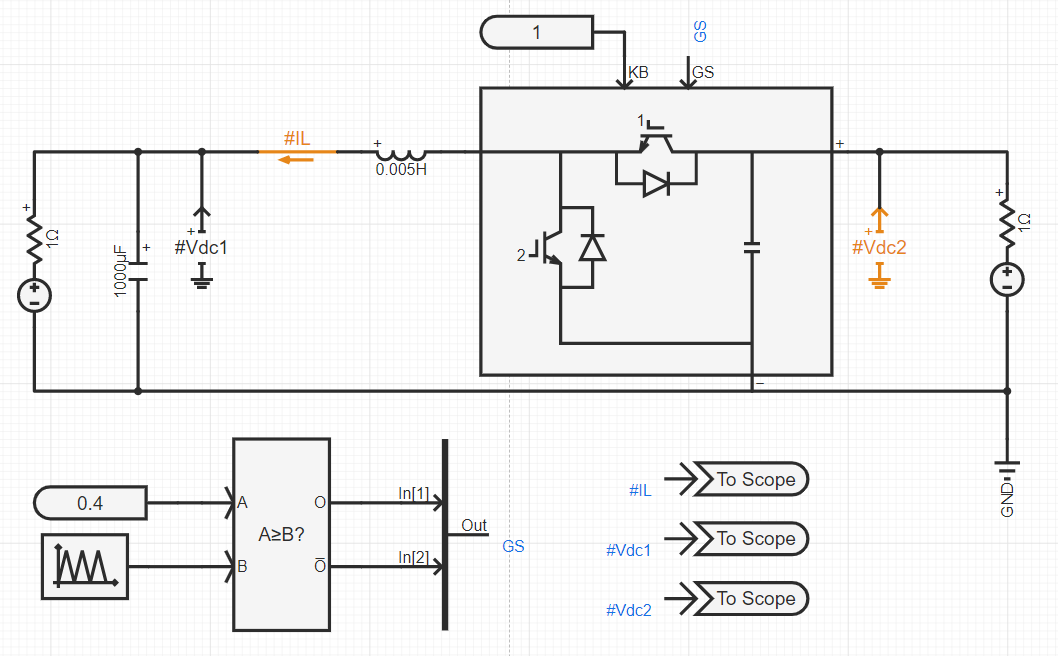 1
GS
KB
GS
#IL
+
0.005H
1
+
+
1Ω
+
1000µF
+
#Vdc1
2
+
#Vdc2
+
1Ω
+
−
+
−
−
0.4
A
B
A≥B?
O
O̅
In[1]
In[2]
Out
GS
#IL
To Scope
#Vdc1
To Scope
#Vdc2
To Scope
GND